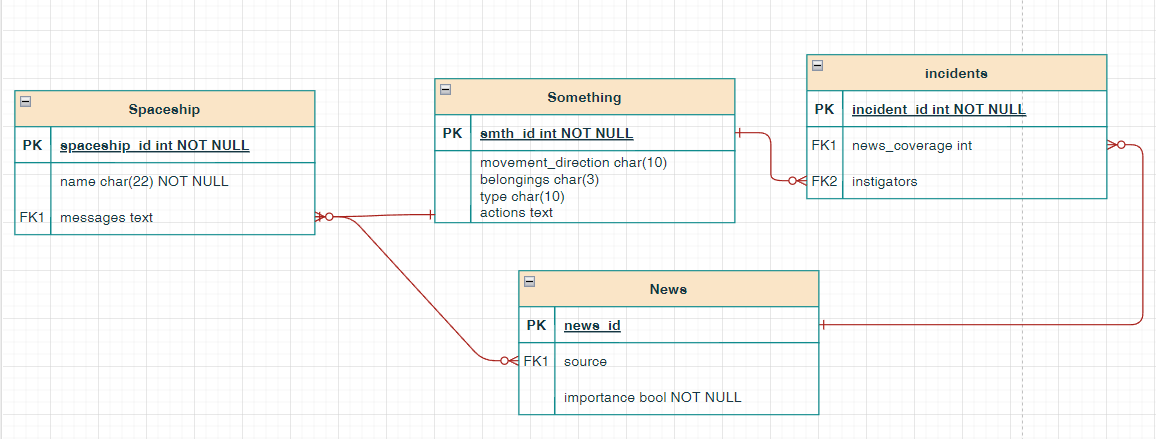 Spaceship
PK spaceship_id int NOT NULL
name char(22) NOT NULL
FK1 messages text
Something
PK smth_id int NOT NULL
movement_direction char(10)
belongings char(3)
type char(10)
actions text
incidents
PK incident_id int NOT NULL
FK1 news_coverage int
FK2 instigators
News
PK news_id
FK1 source
importance bool NOT NULL